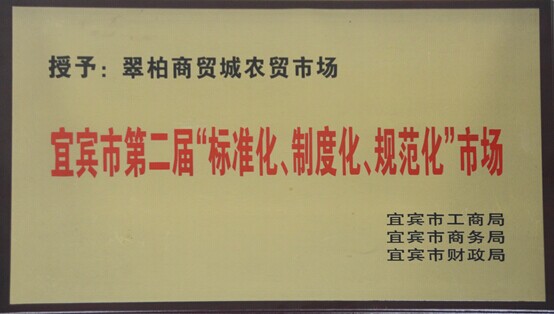 授予：翠柏商贸城农贸市场
宜宾市第二届“标准化、制度化、规范化”市场
宜宾市工商局
宜宾市商务局
宜宾市财政局